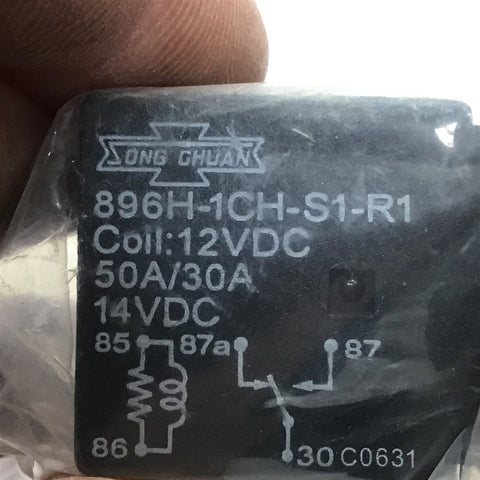 SONG CHUAN
896H-1CH-S1-R1
Coil:12VDC
50A/30A
14VDC
85 87a 87
86 30 C0631